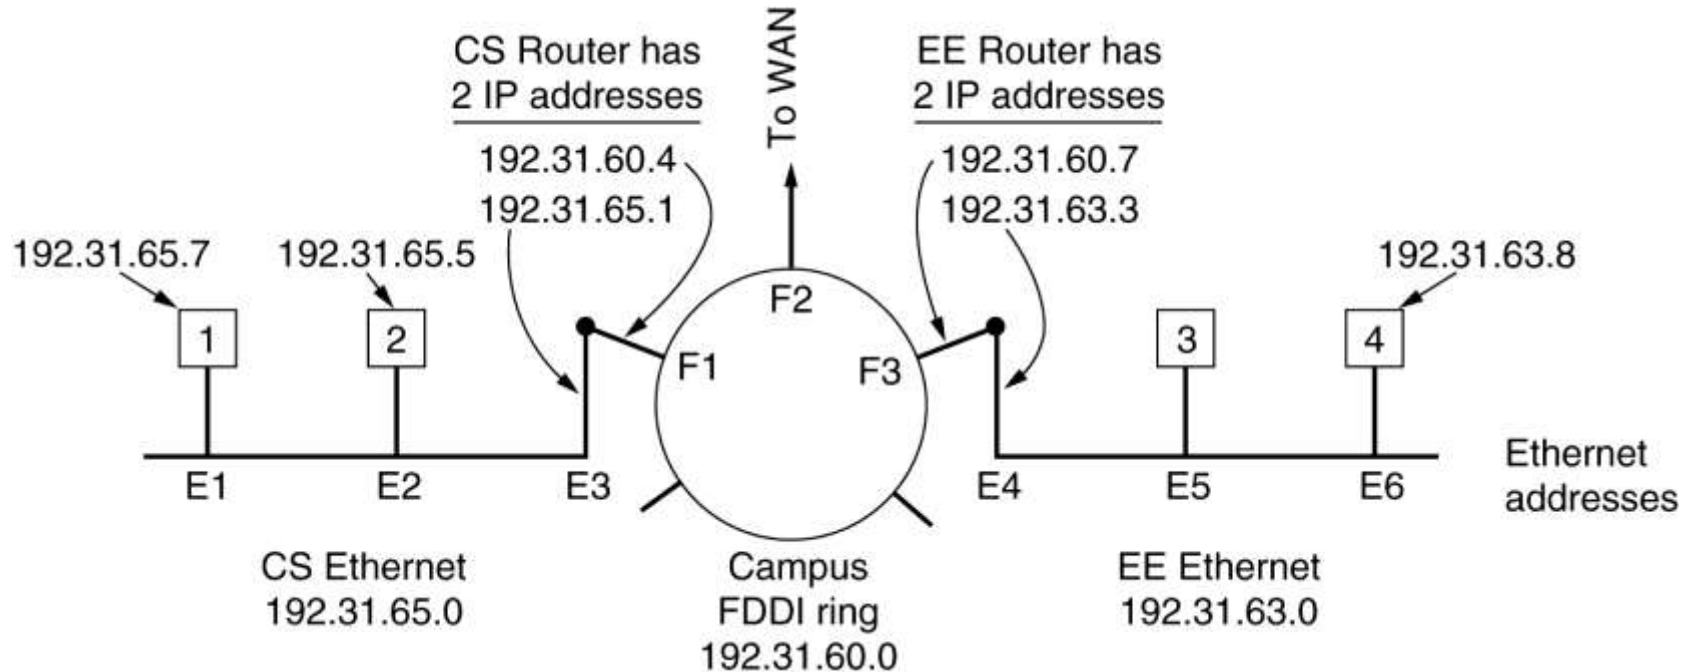 CS Router has
2 IP addresses
192.31.60.4
192.31.65.1
To WAN
EE Router has
2 IP addresses
192.31.60.7
192.31.63.3
192.31.65.7
192.31.65.5
192.31.63.8
1
2
F1
F2
F3
3
4
E1
E2
E3
E4
E5
E6
Ethernet
addresses
CS Ethernet
192.31.65.0
Campus
FDDI ring
192.31.60.0
EE Ethernet
192.31.63.0